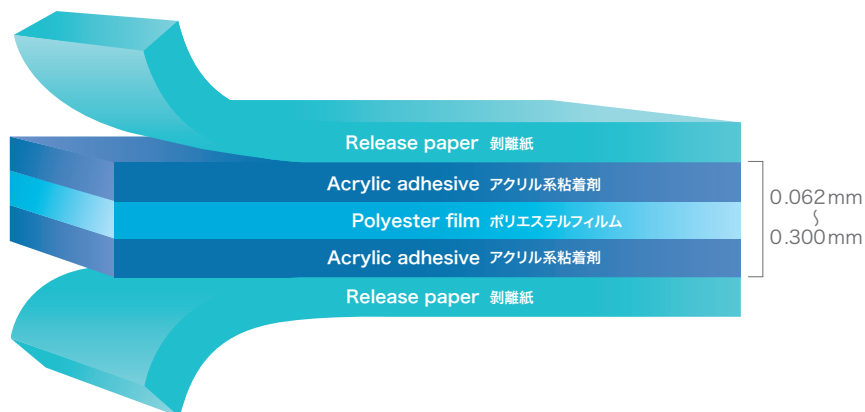 Release paper 剥離紙
Acrylic adhesive アクリル系粘着剤
Polyester film ポリエステルフィルム
Acrylic adhesive アクリル系粘着剤
Release paper 剥離紙
0.062mm
〜
0.300mm